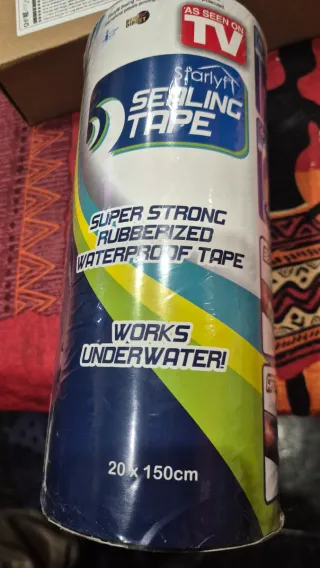 AS SEEN ON
TV
Starlyf
SEALING
TAPE
SUPER STRONG
RUBBERIZED
WATERPROOF TAPE
WORKS
UNDERWATER!
20 x 150cm